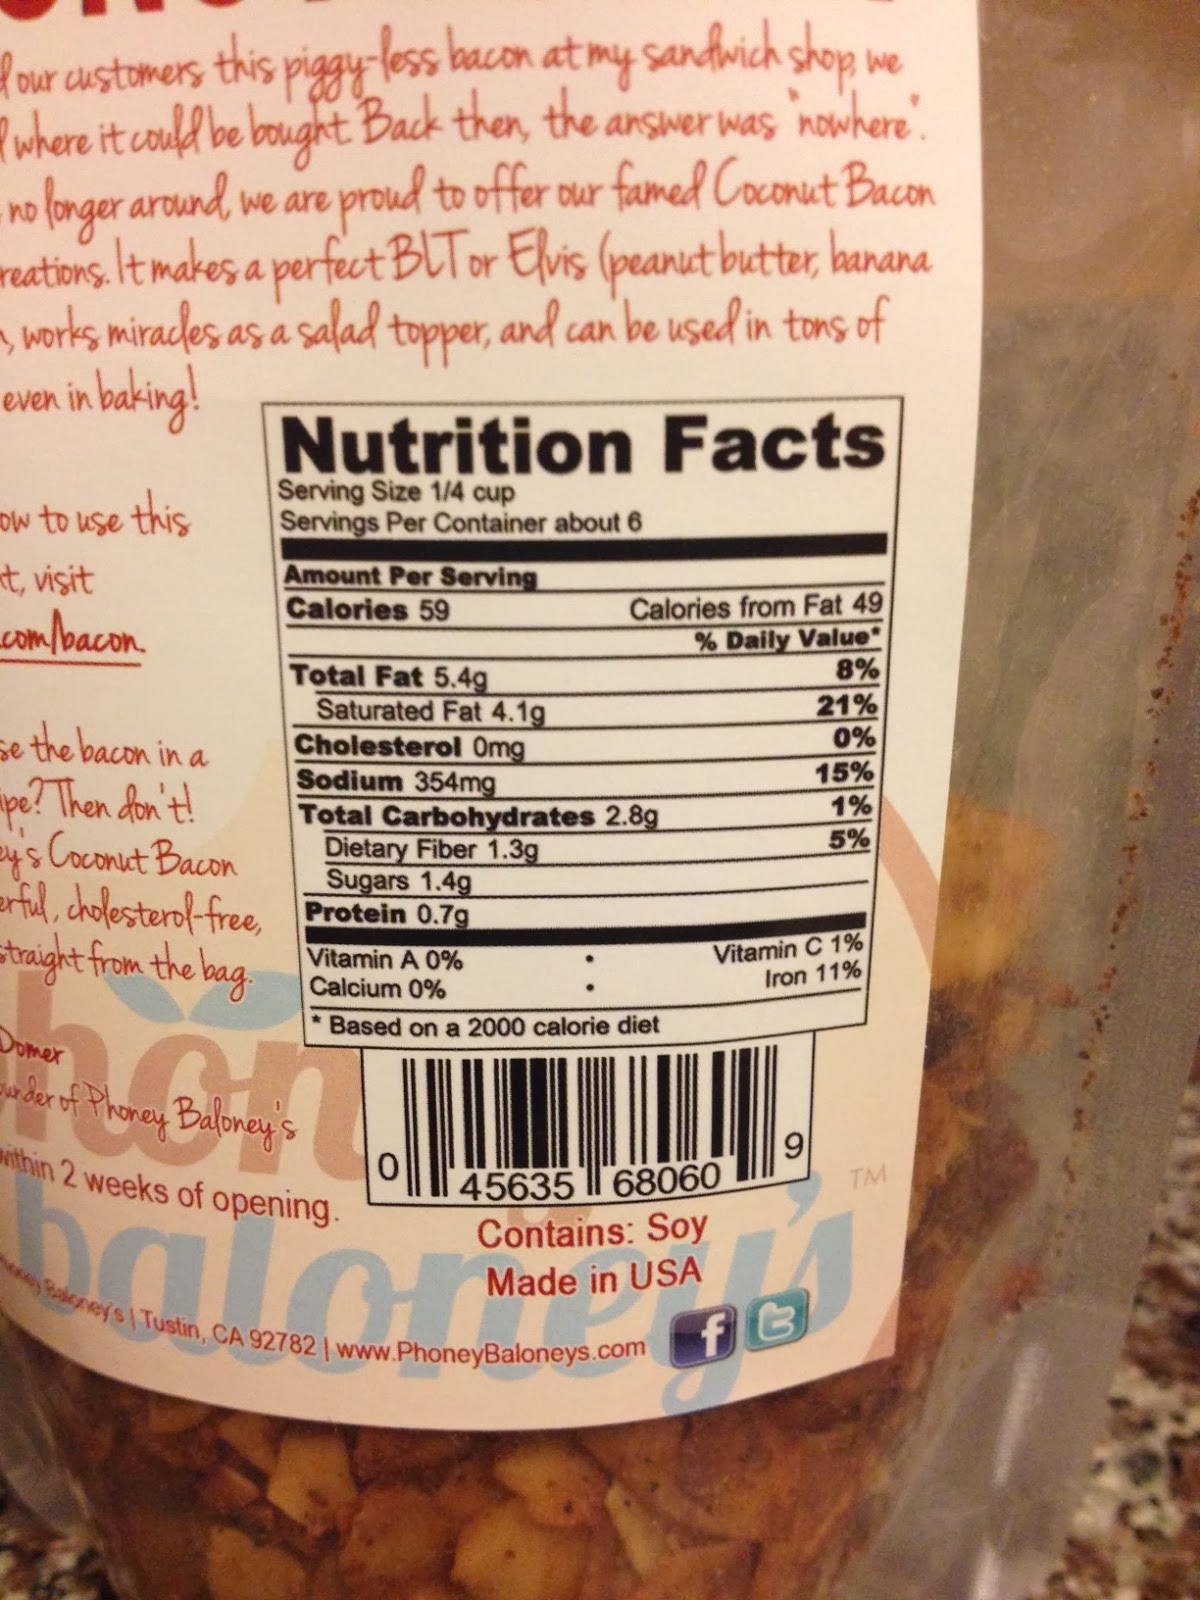 our customers this piggy-less bacon at my sandwich shop, we
where it could be bought. Back then, the answer was "nowhere".
no longer around, we are proud to offer our famed Coconut Bacon
reations. It makes a perfect BLT or Elvis (peanut butter, banana
, works miracles as a salad topper, and can be used in tons of
even in baking!
ow to use this
t, visit
.com/bacon.
se the bacon in a
ipe? Then don't!
ey's Coconut Bacon
erful, cholesterol-free,
straight from the bag.
Domer
ounder of Phoney Baloney's
within 2 weeks of opening.
Nutrition Facts
Serving Size 1/4 cup
Servings Per Container about 6
Amount Per Serving
Calories 59 Calories from Fat 49
% Daily Value*
Total Fat 5.4g 8%
Saturated Fat 4.1g 21%
Cholesterol 0mg 0%
Sodium 354mg 15%
Total Carbohydrates 2.8g 1%
Dietary Fiber 1.3g 5%
Sugars 1.4g
Protein 0.7g
Vitamin A 0% • Vitamin C 1%
Calcium 0% • Iron 11%
* Based on a 2000 calorie diet
0 45635 68060 9
Contains: Soy
Made in USA
hon
baloney's TM
Baloney's | Tustin, CA 92782 | www.PhoneyBaloneys.com
f t